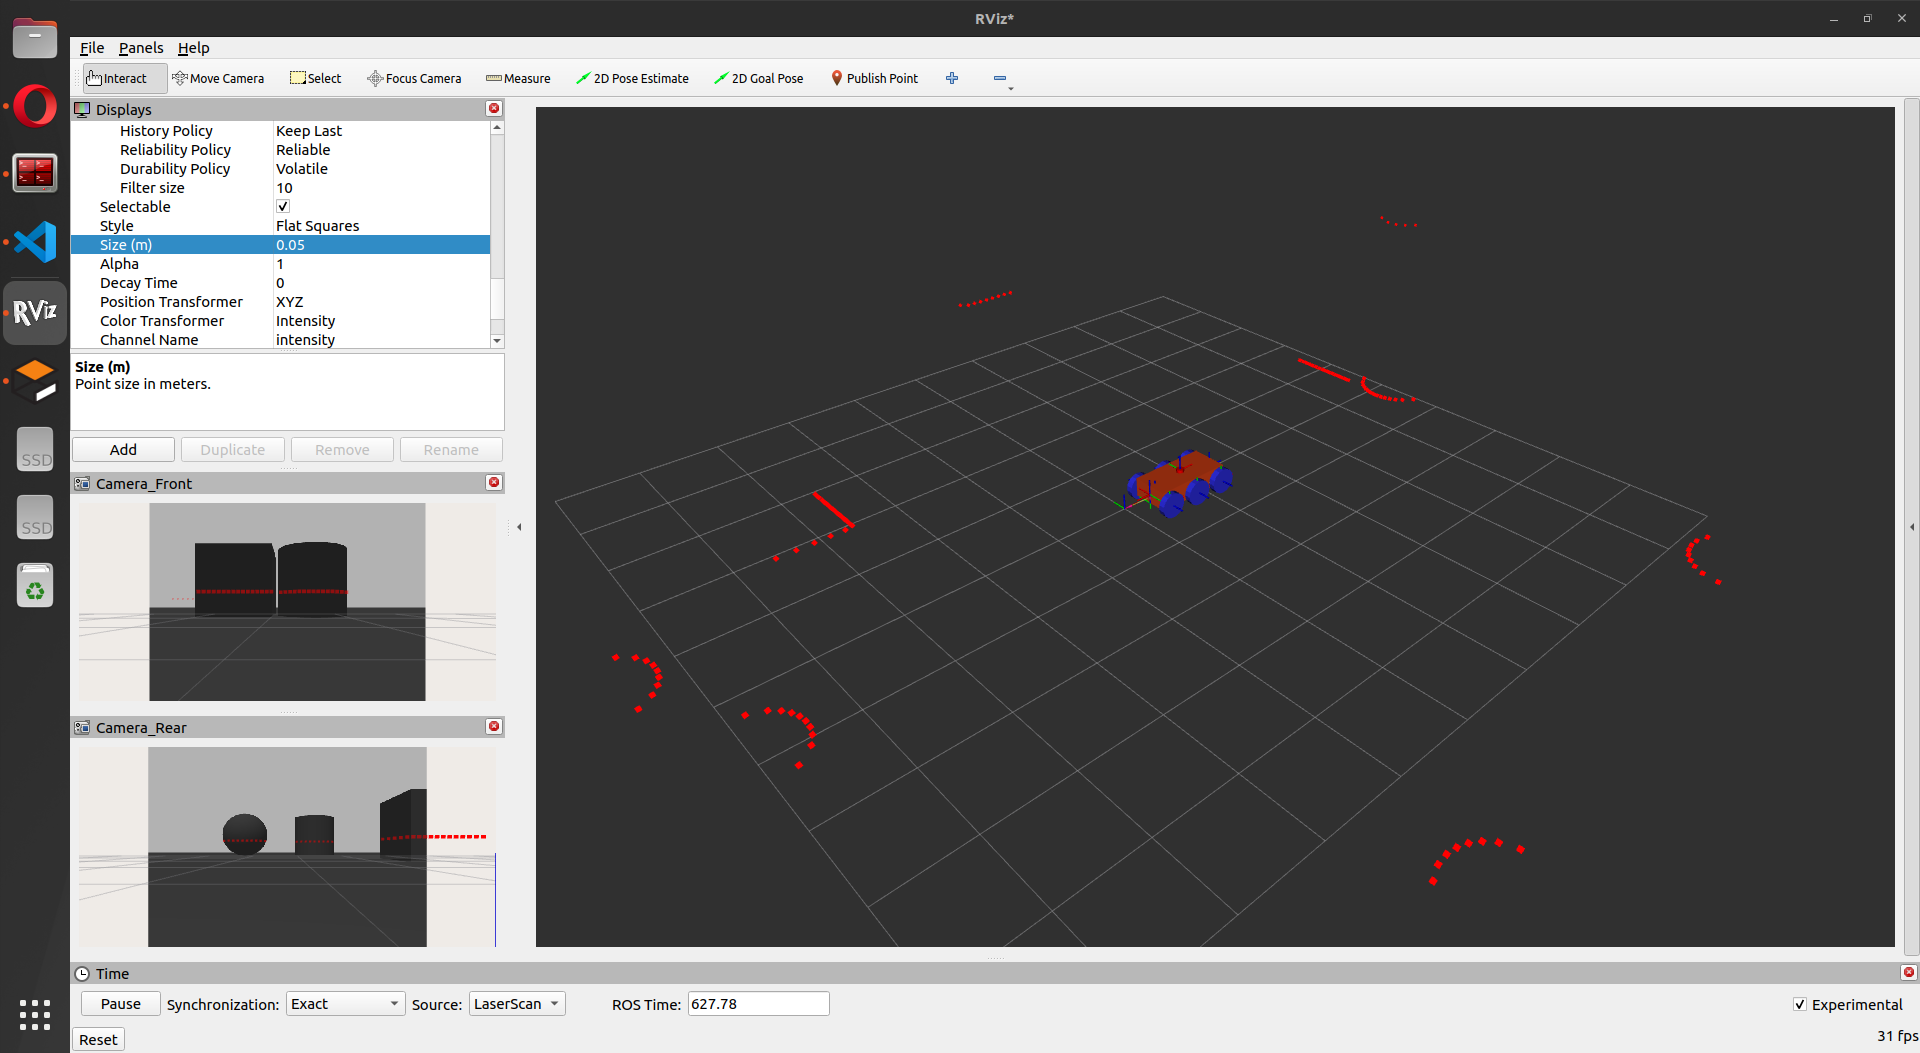 RViz*
File Panels Help
Interact Move Camera Select Focus Camera Measure 2D Pose Estimate 2D Goal Pose Publish Point
Displays
History Policy Keep Last
Reliability Policy Reliable
Durability Policy Volatile
Filter size 10
Selectable
Style Flat Squares
Size (m) 0.05
Alpha 1
Decay Time 0
Position Transformer XYZ
Color Transformer Intensity
Channel Name intensity
Size (m)
Point size in meters.
Add Duplicate Remove Rename
Camera_Front
Camera_Rear
Time
Pause Synchronization: Exact Source: LaserScan ROS Time: 627.78 Experimental
Reset 31 fps
RViz
SSD
SSD